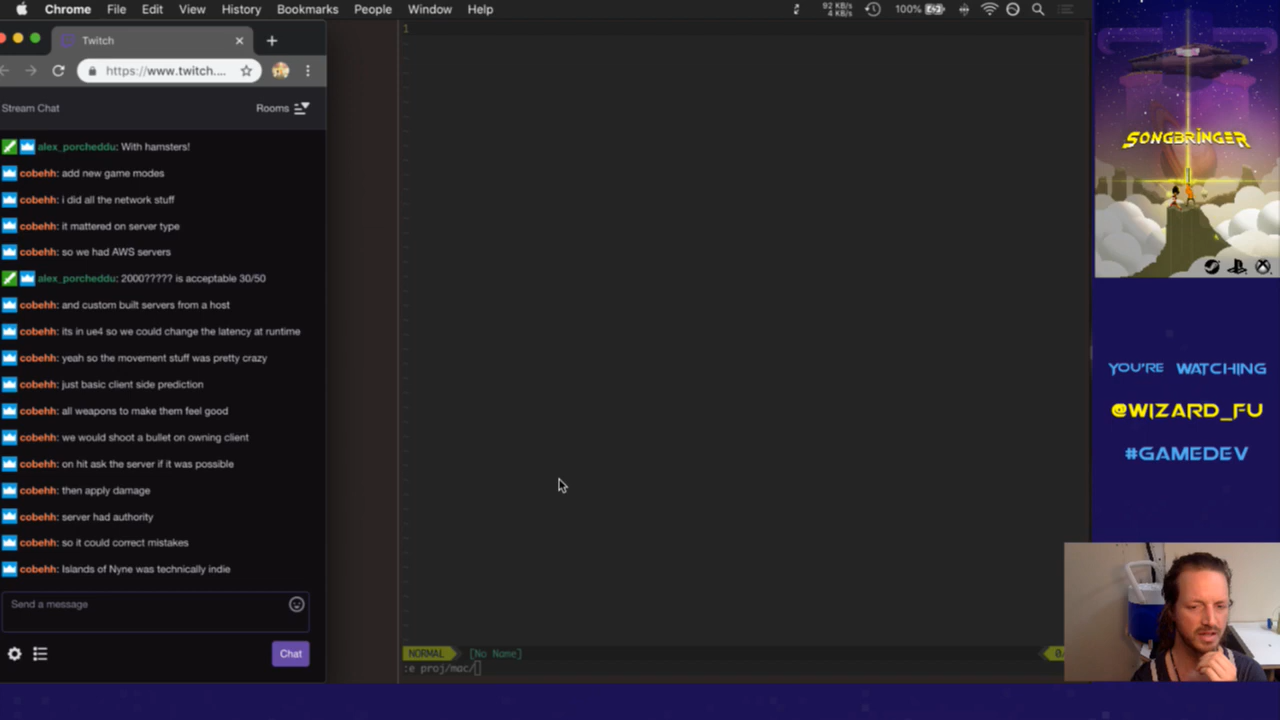 Chrome File Edit View History Bookmarks People Window Help
92 KB/s
4 KB/s
100%
Twitch
https://www.twitch....
Stream Chat
Rooms
alex_porcheddu: With hamsters!
cobehh: add new game modes
cobehh: i did all the network stuff
cobehh: it mattered on server type
cobehh: so we had AWS servers
alex_porcheddu: 2000????? is acceptable 30/50
cobehh: and custom built servers from a host
cobehh: its in ue4 so we could change the latency at runtime
cobehh: yeah so the movement stuff was pretty crazy
cobehh: just basic client side prediction
cobehh: all weapons to make them feel good
cobehh: we would shoot a bullet on owning client
cobehh: on hit ask the server if it was possible
cobehh: then apply damage
cobehh: server had authority
cobehh: so it could correct mistakes
cobehh: Islands of Nyne was technically indie
Send a message
Chat
1
NORMAL [No Name]
:e proj/mac/
SONGBRINGER
YOU'RE WATCHING
@WIZARD_FU
#GAMEDEV